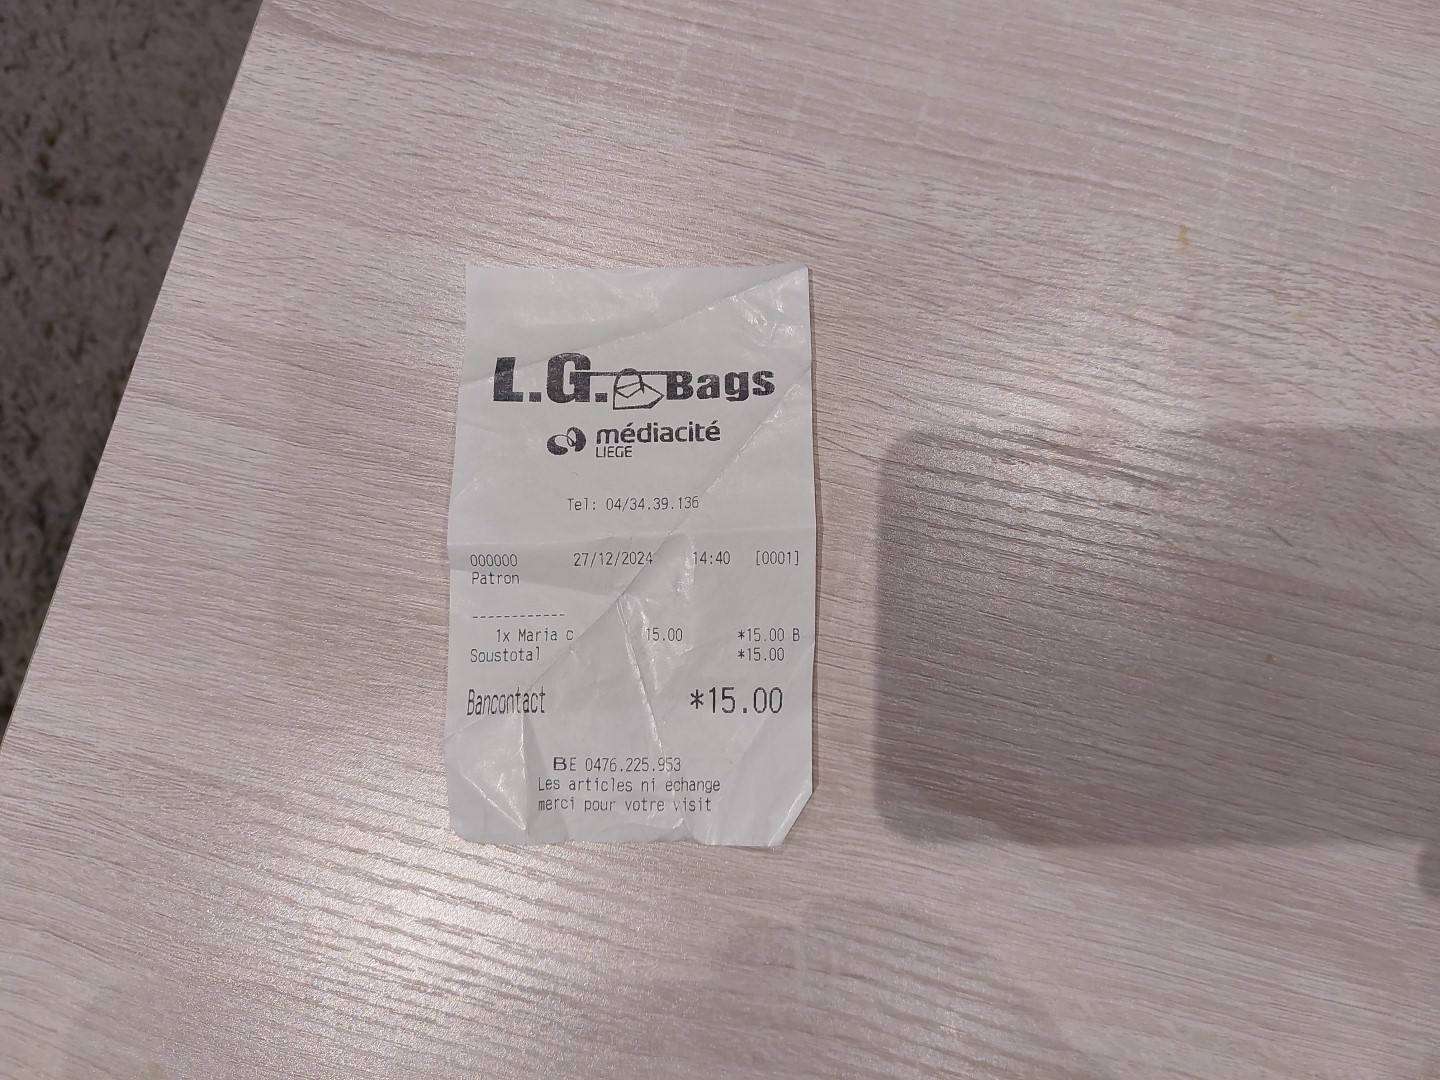 L.G. Bags
médiacité
LIEGE
Tel: 04/34.39.136
000000 27/12/2024 14:40 [0001]
Patron
------------
1x Maria c 15.00 *15.00 B
Soustotal *15.00
Bancontact *15.00
BE 0476.225.953
Les articles ni echange
merci pour votre visit